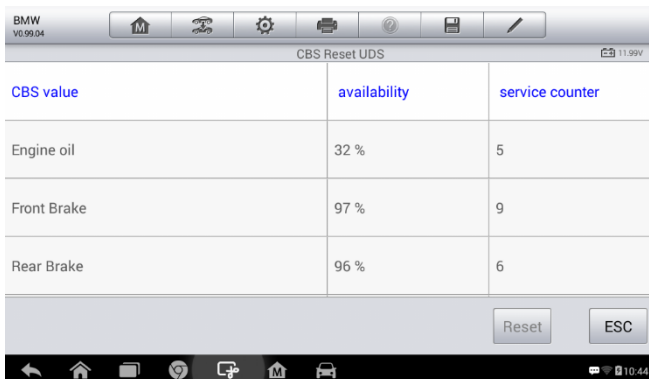 BMW
V0.99.04
CBS Reset UDS
11.99V
CBS value availability service counter
Engine oil 32 % 5
Front Brake 97 % 9
Rear Brake 96 % 6
Reset ESC
10:44